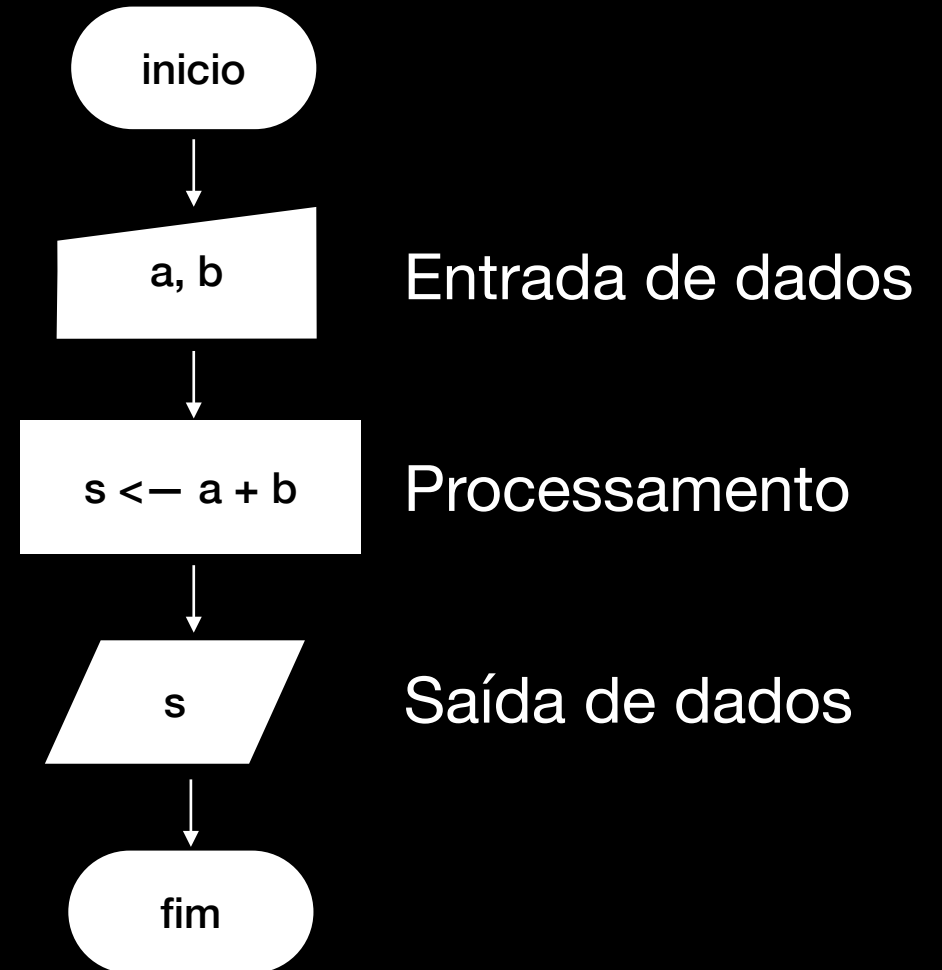 inicio
a, b
Entrada de dados
s <— a + b
Processamento
s
Saída de dados
fim